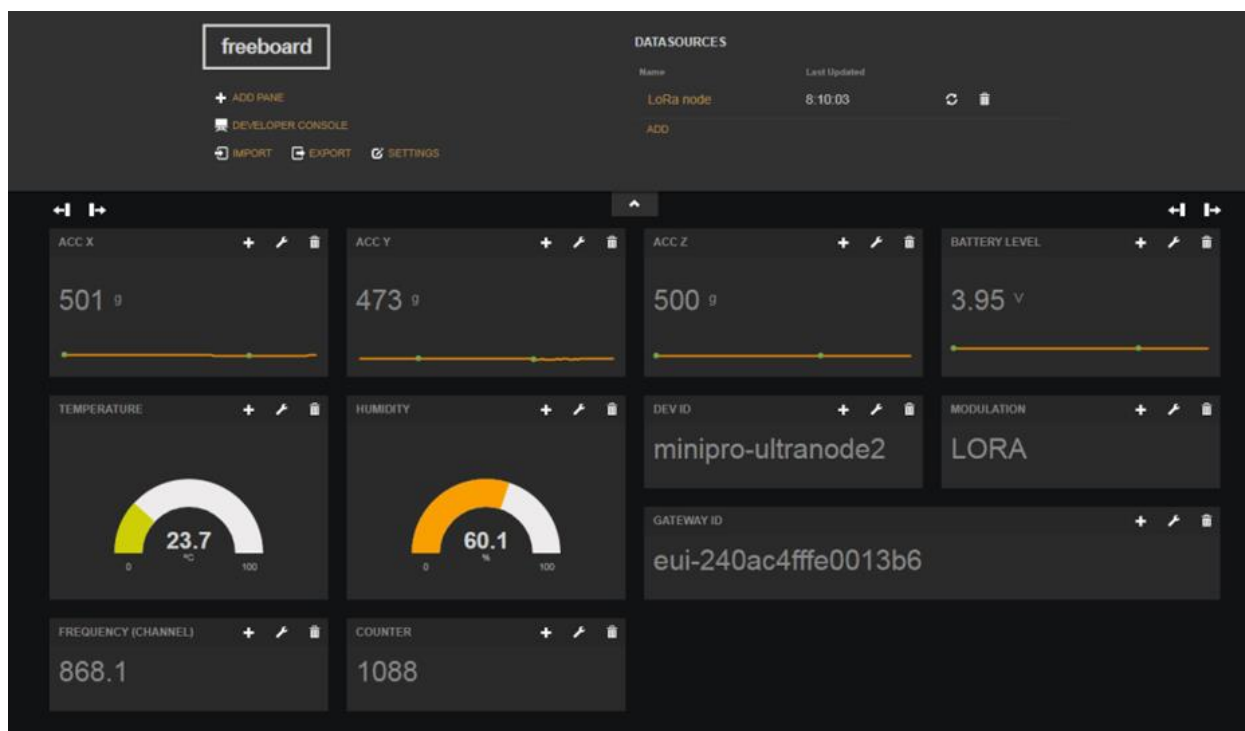 freeboard
ADD PANE
DEVELOPER CONSOLE
IMPORT EXPORT SETTINGS
DATASOURCES
Name Last Updated
LoRa node 8:10:03
ADD
ACC X
501 g
ACC Y
473 g
ACC Z
500 g
BATTERY LEVEL
3.95 V
TEMPERATURE
23.7
ºC
0 100
HUMIDITY
60.1
%
0 100
DEV ID
minipro-ultranode2
MODULATION
LORA
GATEWAY ID
eui-240ac4fffe0013b6
FREQUENCY (CHANNEL)
868.1
COUNTER
1088